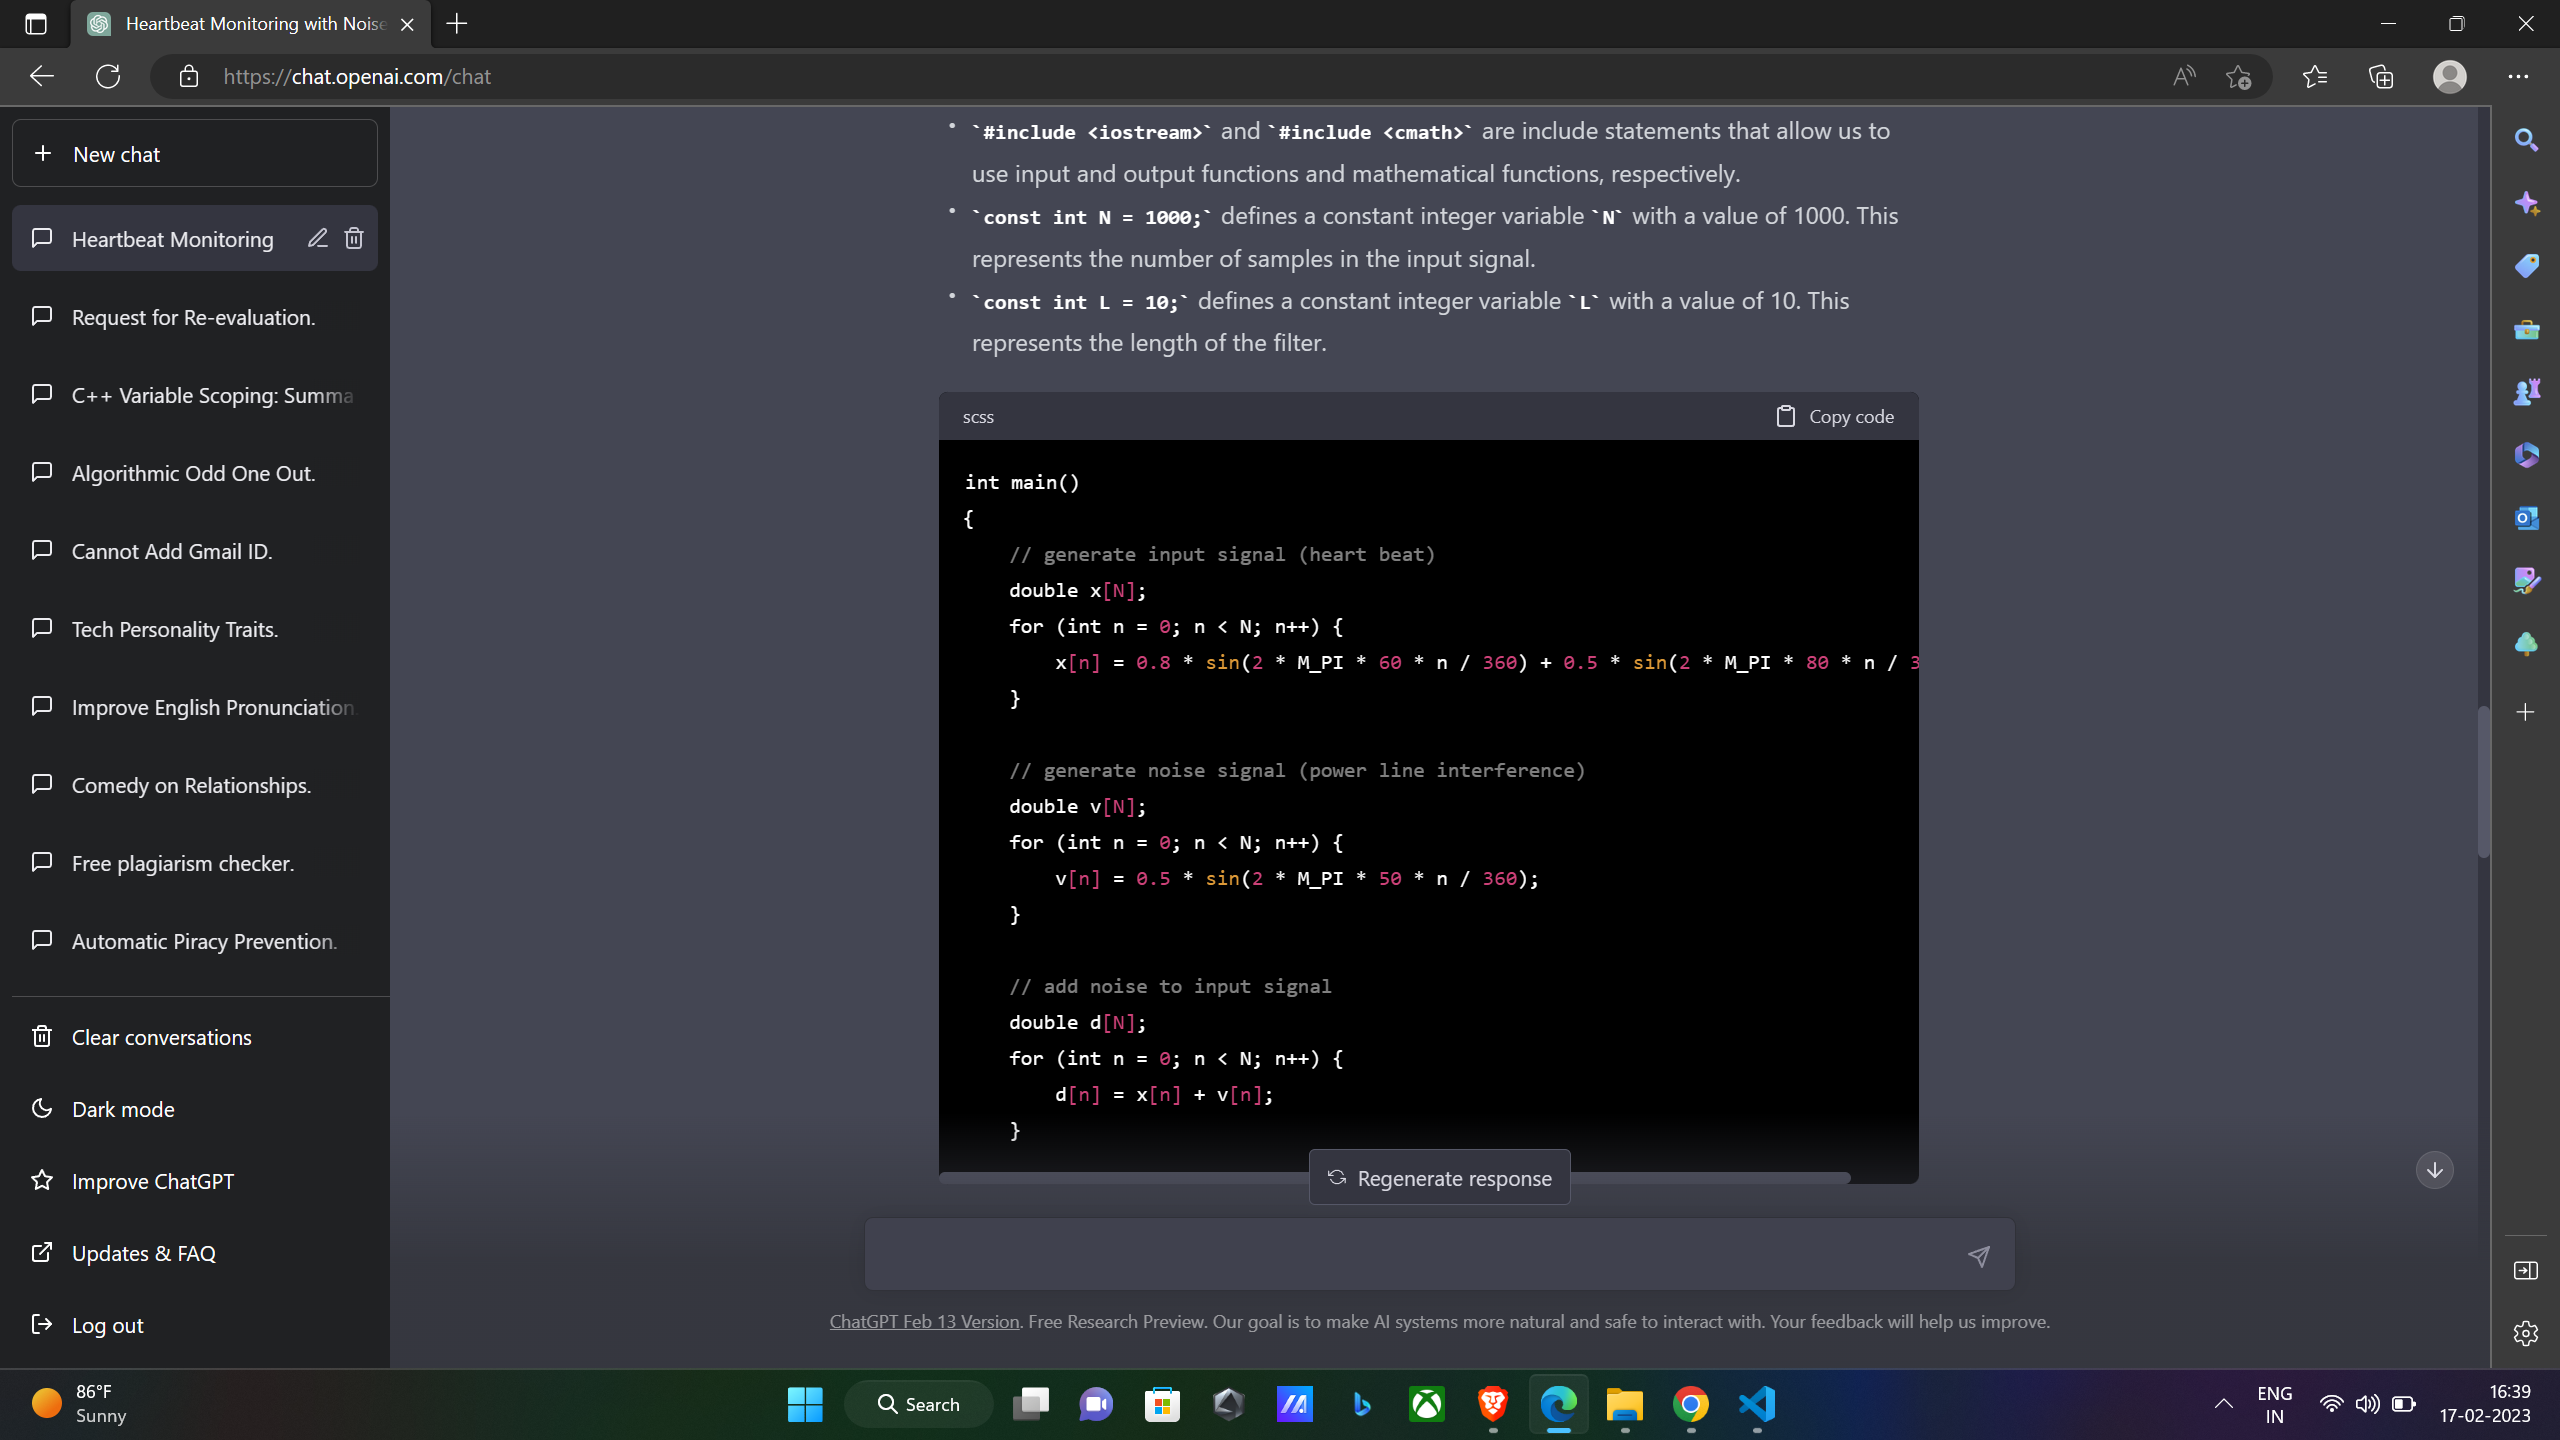 Heartbeat Monitoring with Noise
https://chat.openai.com/chat
New chat
Heartbeat Monitoring
Request for Re-evaluation.
C++ Variable Scoping: Summa
Algorithmic Odd One Out.
Cannot Add Gmail ID.
Tech Personality Traits.
Improve English Pronunciation.
Comedy on Relationships.
Free plagiarism checker.
Automatic Piracy Prevention.
Clear conversations
Dark mode
Improve ChatGPT
Updates & FAQ
Log out
• `#include <iostream>` and `#include <cmath>` are include statements that allow us to
use input and output functions and mathematical functions, respectively.
• `const int N = 1000;` defines a constant integer variable `N` with a value of 1000. This
represents the number of samples in the input signal.
• `const int L = 10;` defines a constant integer variable `L` with a value of 10. This
represents the length of the filter.
scss Copy code
int main()
{
    // generate input signal (heart beat)
    double x[N];
    for (int n = 0; n < N; n++) {
        x[n] = 0.8 * sin(2 * M_PI * 60 * n / 360) + 0.5 * sin(2 * M_PI * 80 * n / 3
    }
    // generate noise signal (power line interference)
    double v[N];
    for (int n = 0; n < N; n++) {
        v[n] = 0.5 * sin(2 * M_PI * 50 * n / 360);
    }
    // add noise to input signal
    double d[N];
    for (int n = 0; n < N; n++) {
        d[n] = x[n] + v[n];
    }
Regenerate response
ChatGPT Feb 13 Version. Free Research Preview. Our goal is to make AI systems more natural and safe to interact with. Your feedback will help us improve.
86°F
Sunny
Search
ENG
IN
16:39
17-02-2023